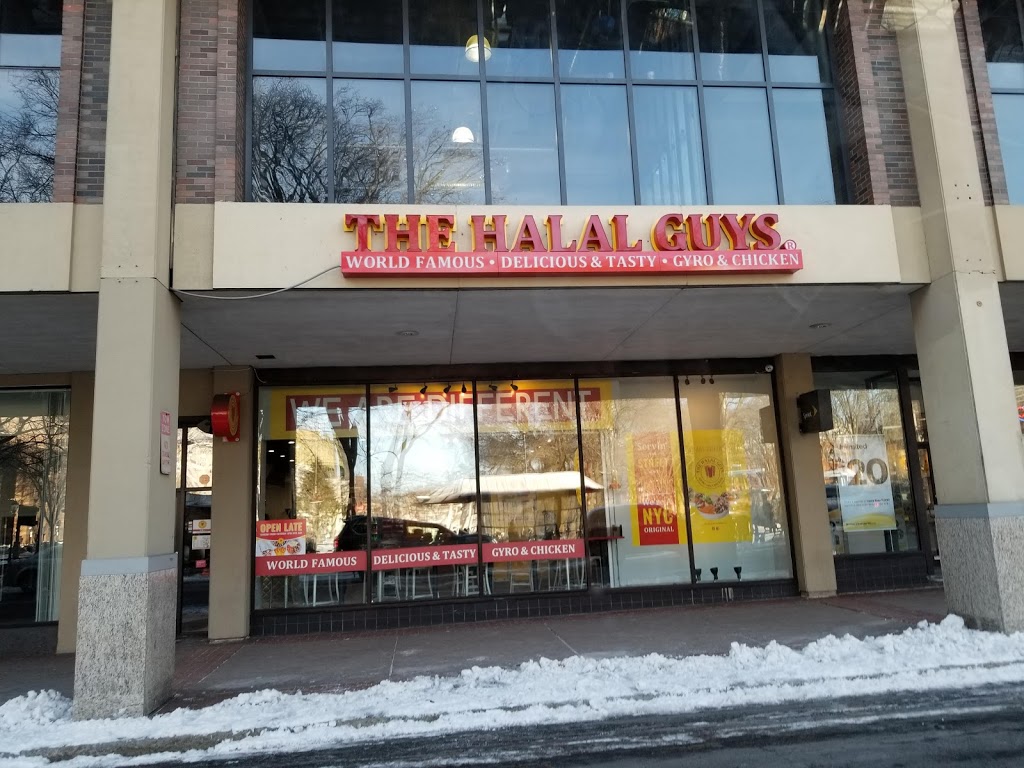 THE HALAL GUYS®
WORLD FAMOUS • DELICIOUS & TASTY • GYRO & CHICKEN
WE ARE DIFFERENT
OPEN LATE
WORLD FAMOUS
DELICIOUS & TASTY
GYRO & CHICKEN
NYC
ORIGINAL
20